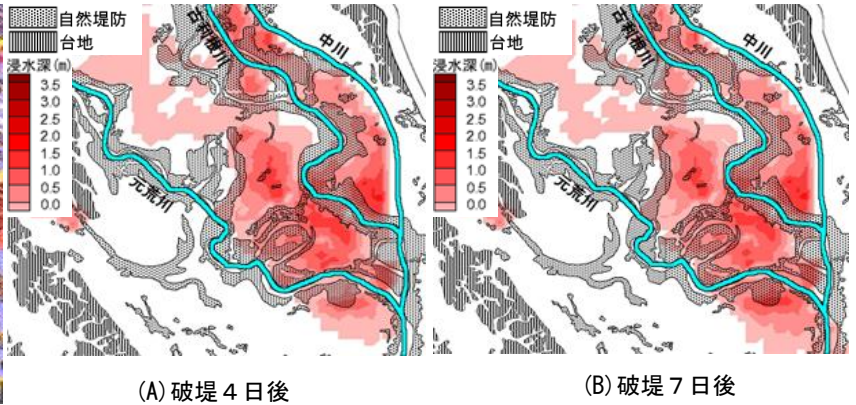 自然堤防
台地
浸水深(m)
3.5
3.0
2.5
2.0
1.5
1.0
0.5
0.0
古利根川
中川
元荒川
(A)破堤4日後
自然堤防
台地
浸水深(m)
3.5
3.0
2.5
2.0
1.5
1.0
0.5
0.0
古利根川
中川
元荒川
(B)破堤7日後